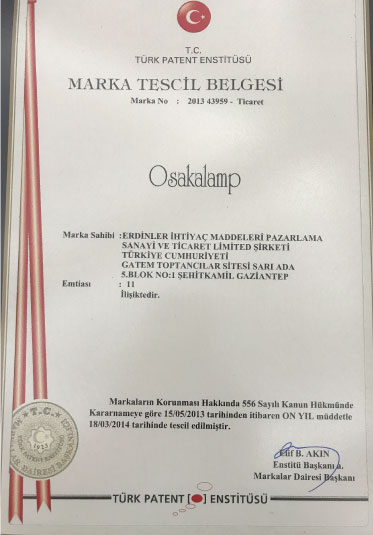 T.C.
TÜRK PATENT ENSTİTÜSÜ
MARKA TESCİL BELGESİ
Marka No : 2013 43959 - Ticaret
Osakalamp
Marka Sahibi :ERDİNLER İHTİYAÇ MADDELERİ PAZARLAMA
SANAYİ VE TİCARET LIMITED ŞİRKETİ
TÜRKİYE CUMHURİYETİ
GATEM TOPTANCILAR SİTESİ SARI ADA
5.BLOK NO:1 ŞEHİTKAMİL GAZİANTEP
Emtiası : 11
İlişiktedir.
Markaların Korunması Hakkında 556 Sayılı Kanun Hükmünde
Kararnameye göre 15/05/2013 tarihinden itibaren ON YIL müddetle
18/03/2014 tarihinde tescil edilmiştir.
Elif B. AKIN
Enstitü Başkanı a.
Markalar Dairesi Başkanı
T.C.
1923
TÜRK PATENT ENSTİTÜSÜ